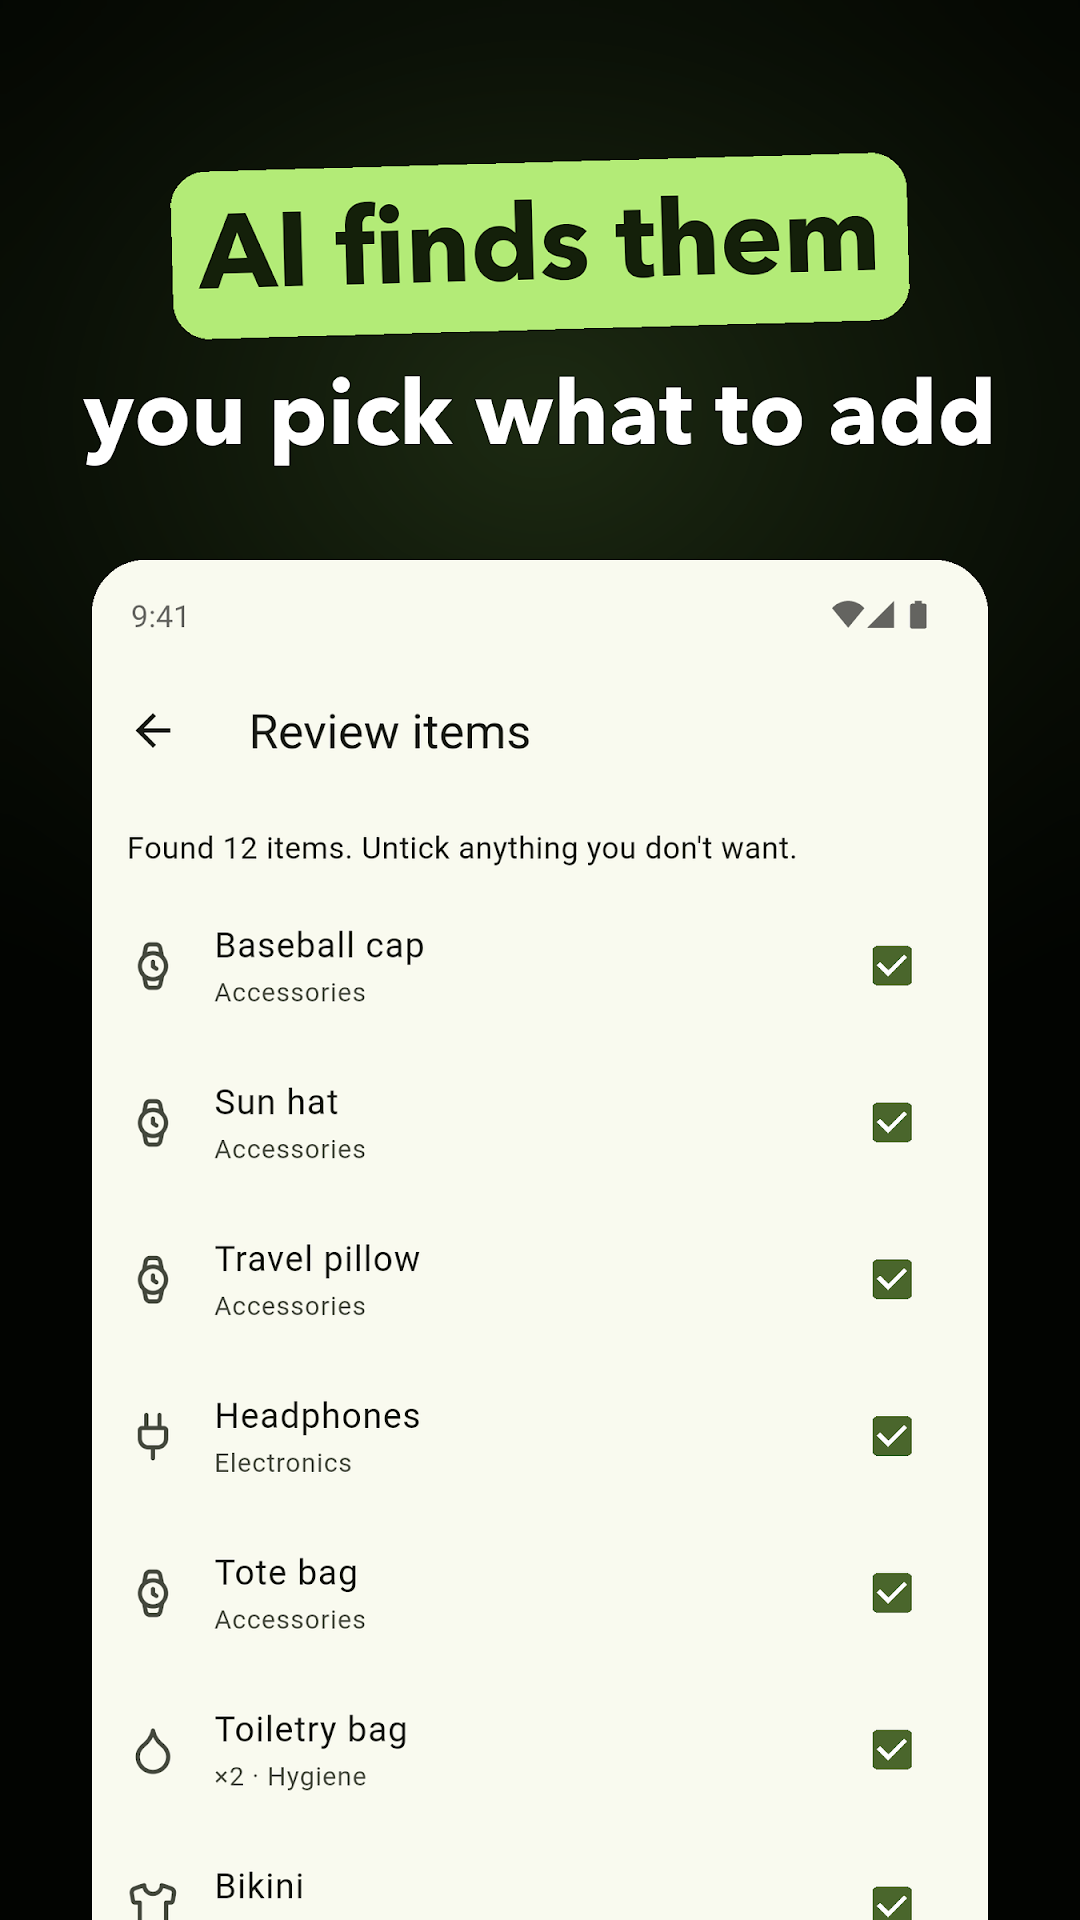 AI finds them
you pick what to add
9:41
Review items
Found 12 items. Untick anything you don't want.
Baseball cap
Accessories
Sun hat
Accessories
Travel pillow
Accessories
Headphones
Electronics
Tote bag
Accessories
Toiletry bag
×2 · Hygiene
Bikini